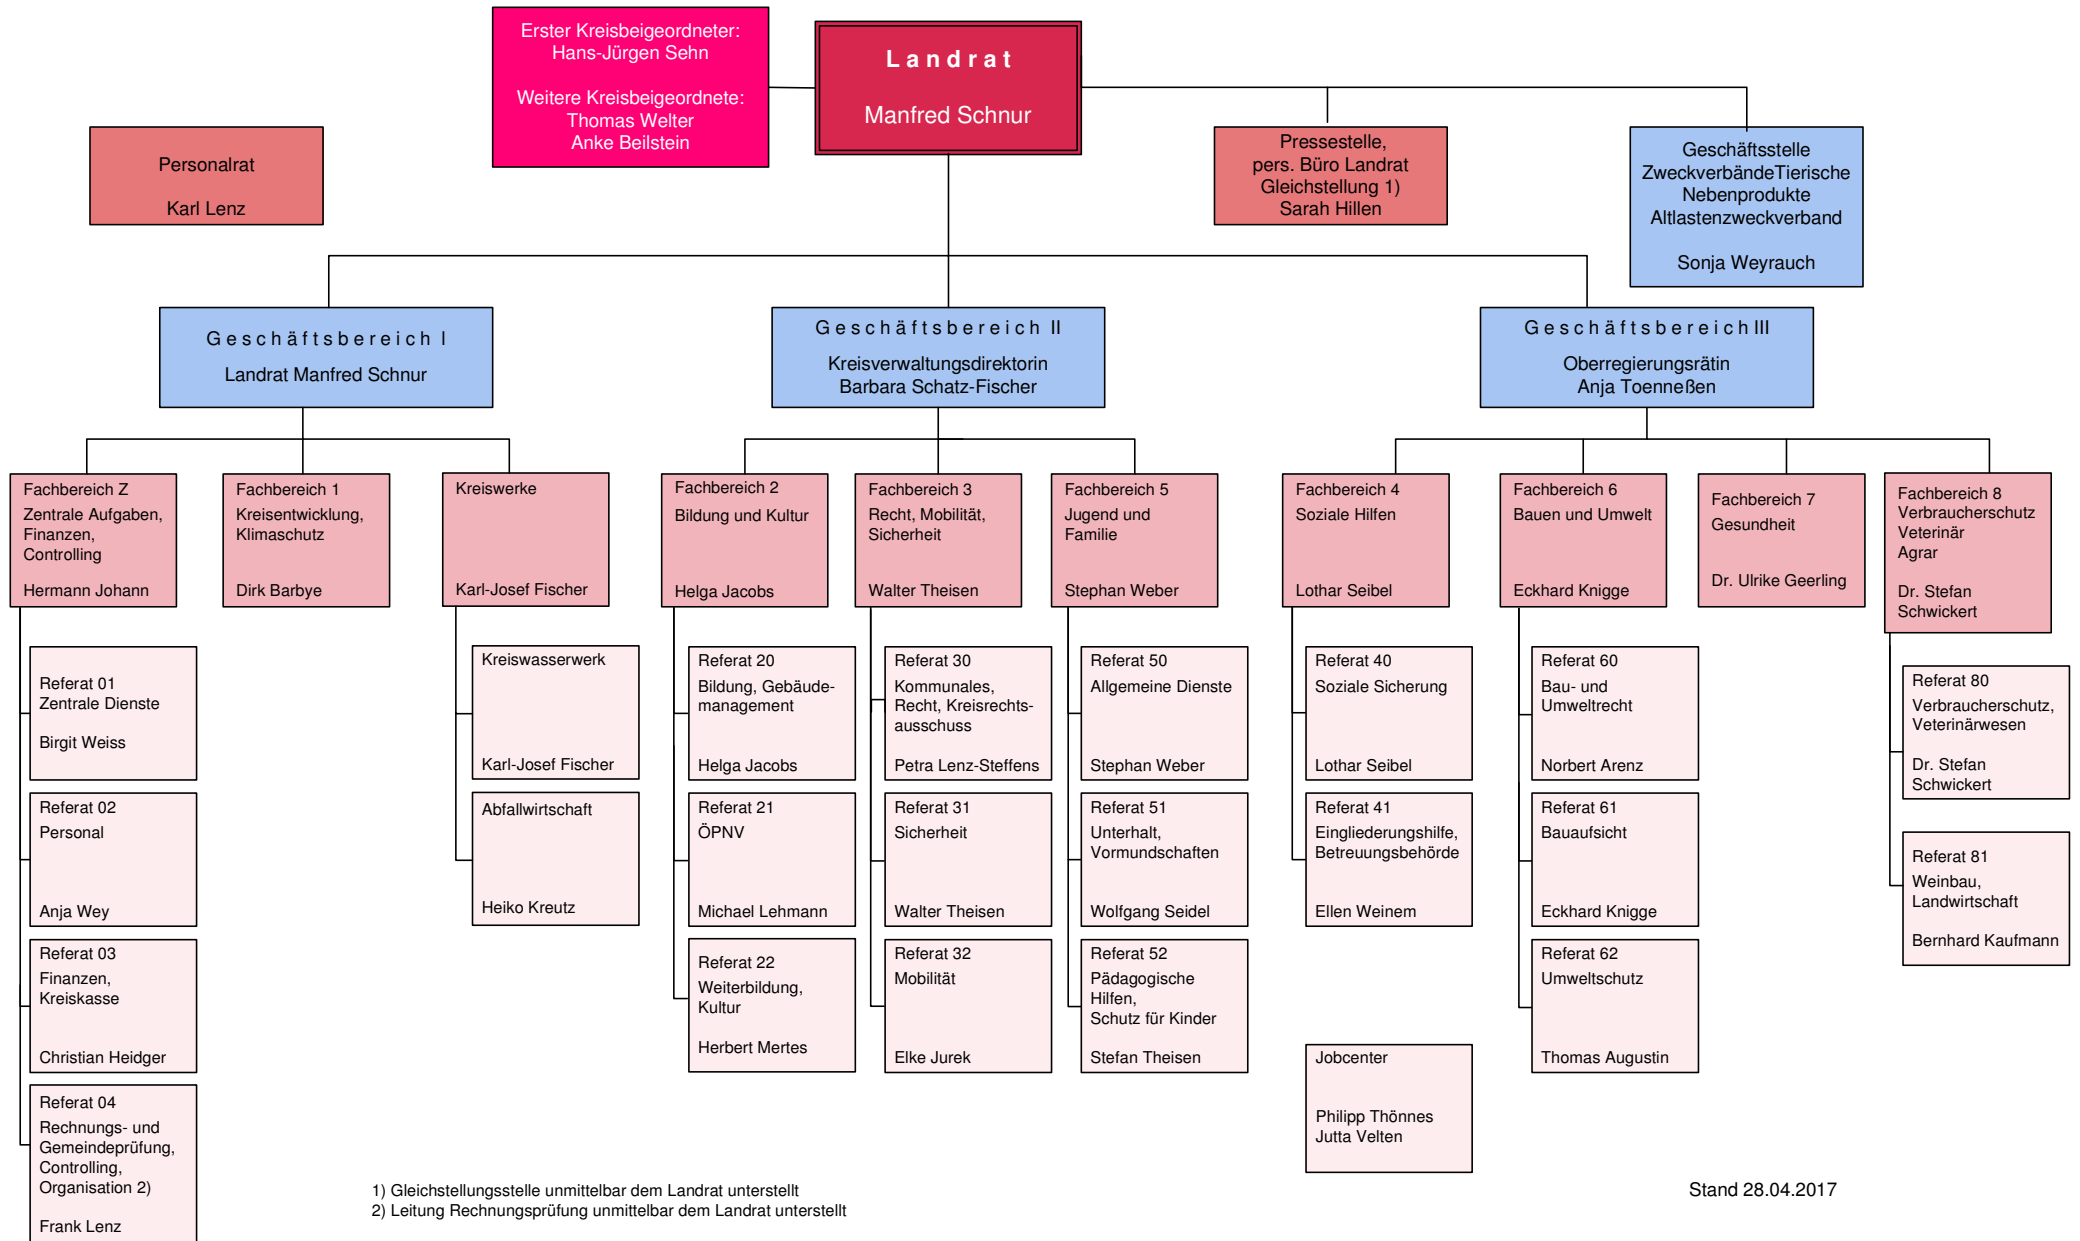 Erster Kreisbeigeordneter:
Hans-Jürgen Sehn
Weitere Kreisbeigeordnete:
Thomas Welter
Anke Beilstein
Landrat
Manfred Schnur
Personalrat
Karl Lenz
Pressestelle,
pers. Büro Landrat
Gleichstellung 1)
Sarah Hillen
Geschäftsstelle
ZweckverbändeTierische
Nebenprodukte
Altlastenzweckverband
Sonja Weyrauch
Geschäftsbereich I
Landrat Manfred Schnur
Geschäftsbereich II
Kreisverwaltungsdirektorin
Barbara Schatz-Fischer
Geschäftsbereich III
Oberregierungsrätin
Anja Toenneßen
Fachbereich Z
Zentrale Aufgaben,
Finanzen,
Controlling
Hermann Johann
Fachbereich 1
Kreisentwicklung,
Klimaschutz
Dirk Barbye
Kreiswerke
Karl-Josef Fischer
Fachbereich 2
Bildung und Kultur
Helga Jacobs
Fachbereich 3
Recht, Mobilität,
Sicherheit
Walter Theisen
Fachbereich 5
Jugend und
Familie
Stephan Weber
Fachbereich 4
Soziale Hilfen
Lothar Seibel
Fachbereich 6
Bauen und Umwelt
Eckhard Knigge
Fachbereich 7
Gesundheit
Dr. Ulrike Geerling
Fachbereich 8
Verbraucherschutz
Veterinär
Agrar
Dr. Stefan
Schwickert
Referat 01
Zentrale Dienste
Birgit Weiss
Referat 02
Personal
Anja Wey
Referat 03
Finanzen,
Kreiskasse
Christian Heidger
Referat 04
Rechnungs- und
Gemeindeprüfung,
Controlling,
Organisation 2)
Frank Lenz
Kreiswasserwerk
Karl-Josef Fischer
Abfallwirtschaft
Heiko Kreutz
Referat 20
Bildung, Gebäude-
management
Helga Jacobs
Referat 21
ÖPNV
Michael Lehmann
Referat 22
Weiterbildung,
Kultur
Herbert Mertes
Referat 30
Kommunales,
Recht, Kreisrechts-
ausschuss
Petra Lenz-Steffens
Referat 31
Sicherheit
Walter Theisen
Referat 32
Mobilität
Elke Jurek
Referat 50
Allgemeine Dienste
Stephan Weber
Referat 51
Unterhalt,
Vormundschaften
Wolfgang Seidel
Referat 52
Pädagogische
Hilfen,
Schutz für Kinder
Stefan Theisen
Referat 40
Soziale Sicherung
Lothar Seibel
Referat 41
Eingliederungshilfe,
Betreuungsbehörde
Ellen Weinem
Jobcenter
Philipp Thönnes
Jutta Velten
Referat 60
Bau- und
Umweltrecht
Norbert Arenz
Referat 61
Bauaufsicht
Eckhard Knigge
Referat 62
Umweltschutz
Thomas Augustin
Referat 80
Verbraucherschutz,
Veterinärwesen
Dr. Stefan
Schwickert
Referat 81
Weinbau,
Landwirtschaft
Bernhard Kaufmann
1) Gleichstellungsstelle unmittelbar dem Landrat unterstellt
2) Leitung Rechnungsprüfung unmittelbar dem Landrat unterstellt
Stand 28.04.2017